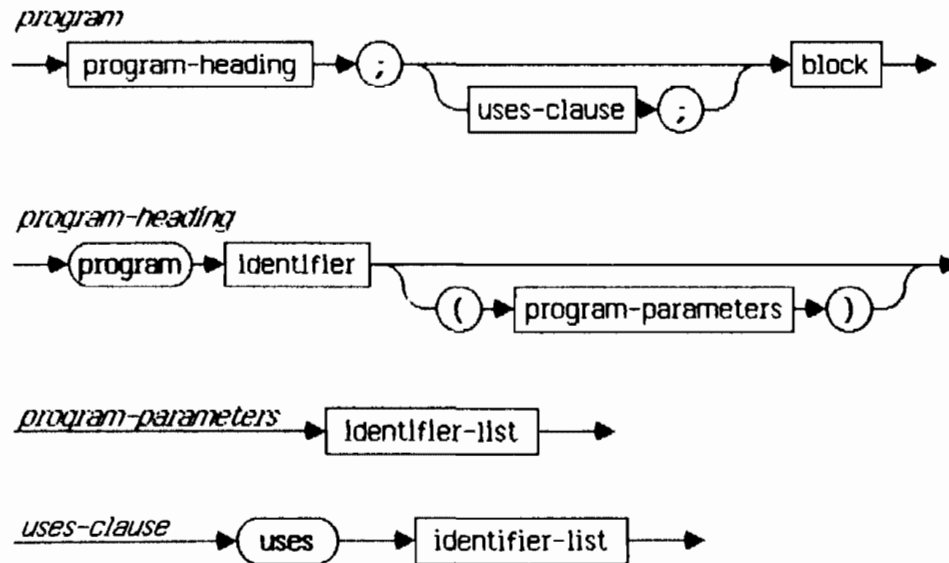 program
program-heading ; block
uses-clause ;
program-heading
program identifier
( program-parameters )
program-parameters identifier-list
uses-clause uses identifier-list